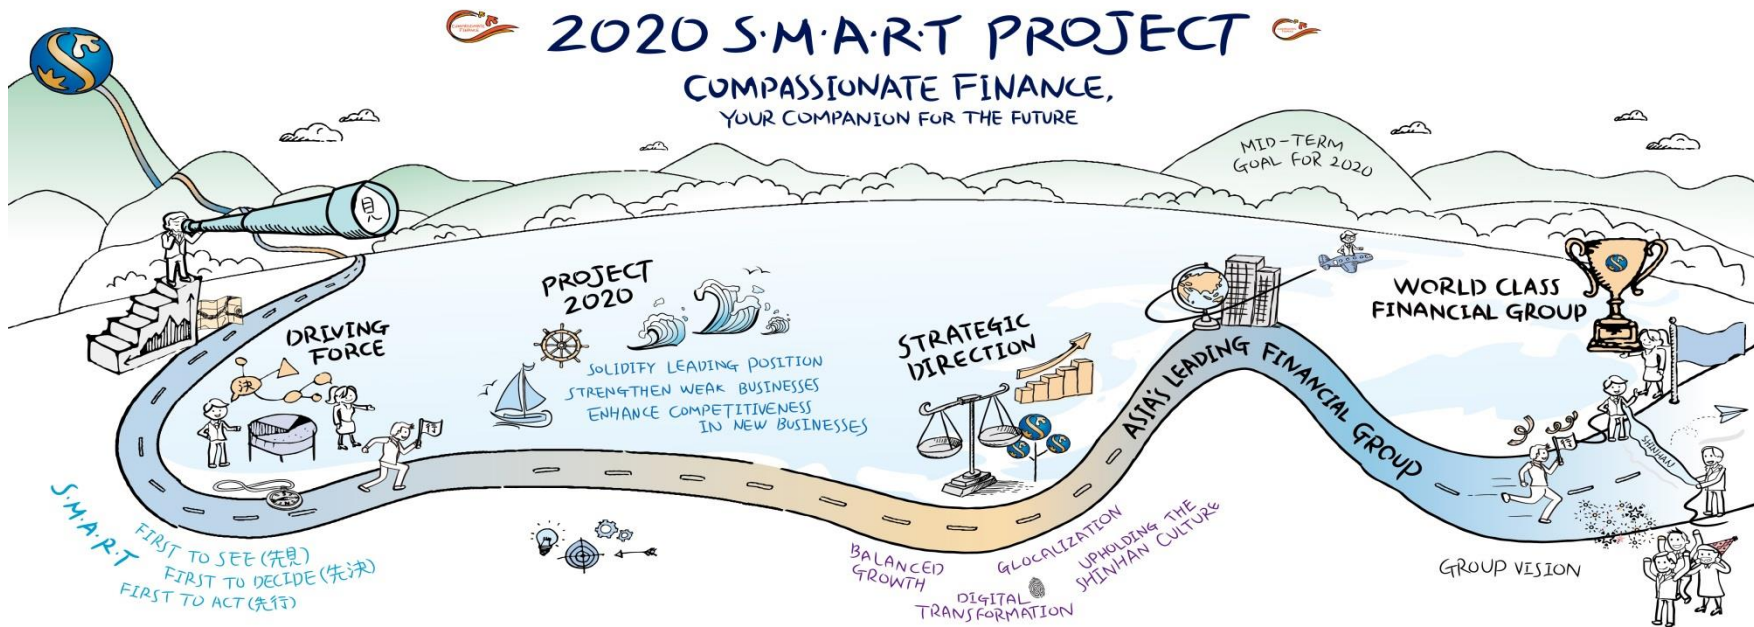 2020 S·M·A·R·T PROJECT
COMPASSIONATE FINANCE,
YOUR COMPANION FOR THE FUTURE
MID-TERM
GOAL FOR 2020
見
DRIVING
FORCE
決
PROJECT
2020
SOLIDIFY LEADING POSITION
STRENGTHEN WEAK BUSINESSES
ENHANCE COMPETITIVENESS
IN NEW BUSINESSES
STRATEGIC
DIRECTION
ASIA'S LEADING FINANCIAL GROUP
WORLD CLASS
FINANCIAL GROUP
SHINHAN
S·M·A·R·T
FIRST TO SEE (先見)
FIRST TO DECIDE (先決)
FIRST TO ACT (先行)
BALANCED
GROWTH
GLOCALIZATION
UPHOLDING THE
SHINHAN CULTURE
DIGITAL
TRANSFORMATION
GROUP VISION